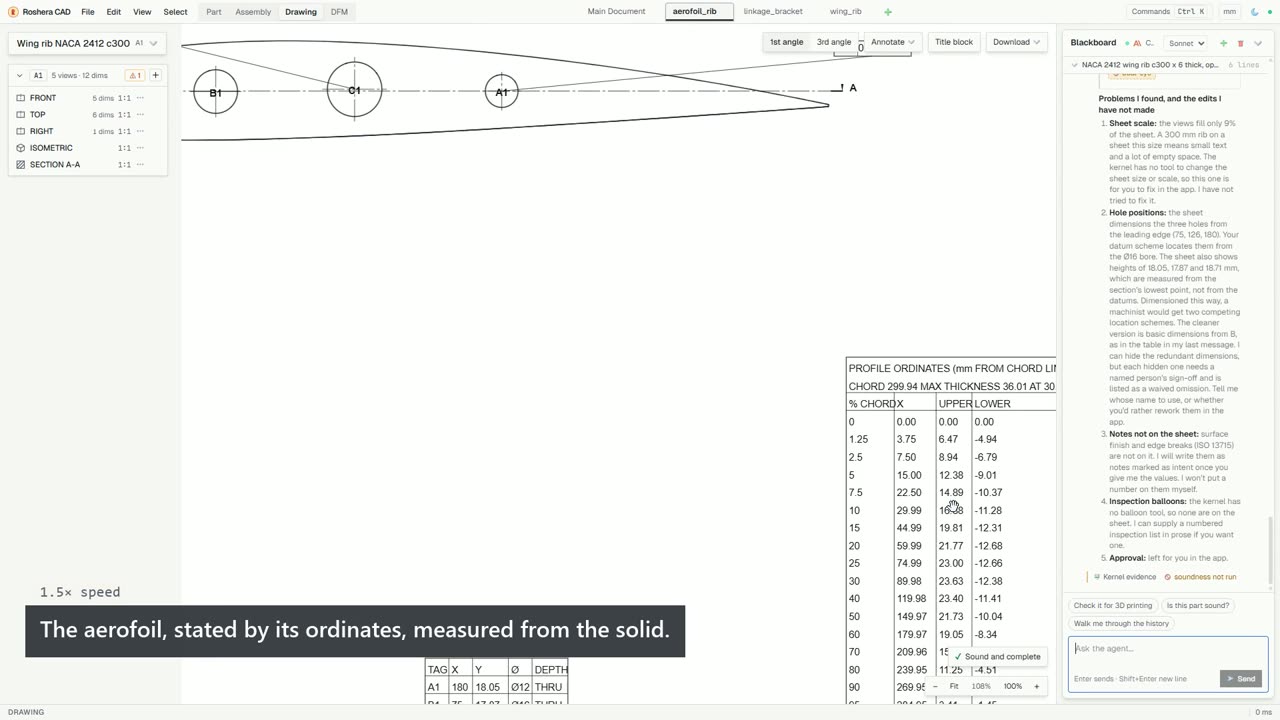 Roshera CAD File Edit View Select Part Assembly Drawing DFM Main Document aerofoil_rib linkage_bracket wing_rib Commands Ctrl K mm
Wing rib NACA 2412 c300 A1
1st angle 3rd angle Annotate Title block Download
A1 5 views · 12 dims 1
FRONT 5 dims 1:1
TOP 6 dims 1:1
RIGHT 1 dims 1:1
ISOMETRIC 1:1
SECTION A-A 1:1
B1
C1
A1
A
PROFILE ORDINATES (mm FROM CHORD
CHORD 299.94 MAX THICKNESS 36.01 AT 30
% CHORD X UPPER LOWER
0 0.00 0.00 0.00
1.25 3.75 6.47 -4.94
2.5 7.50 8.94 -6.79
5 15.00 12.38 -9.01
7.5 22.50 14.89 -10.37
10 29.99 -11.28
15 44.99 19.81 -12.31
20 59.99 21.77 -12.68
25 74.99 23.00 -12.66
30 89.98 23.63 -12.38
40 119.98 23.40 -11.41
50 149.97 21.73 -10.04
60 179.97 19.05 -8.34
70 209.96
80 239.95 11.25 -4.51
90 269.95
Sound and complete
Fit 108% 100%
1.5× speed
The aerofoil, stated by its ordinates, measured from the solid.
TAG X Y Ø DEPTH
A1 180 18.05 Ø12 THRU
Blackboard C.. Sonnet
NACA 2412 wing rib c300 x 6 thick, op... 6 lines
Problems I found, and the edits I
have not made
1. Sheet scale: the views fill only 9%
of the sheet. A 300 mm rib on a
sheet this size means small text
and a lot of empty space. The
kernel has no tool to change the
sheet size or scale, so this one is
for you to fix in the app. I have not
tried to fix it.
2. Hole positions: the sheet
dimensions the three holes from
the leading edge (75, 126, 180). Your
datum scheme locates them from
the Ø16 bore. The sheet also shows
heights of 18.05, 17.87 and 18.71 mm,
which are measured from the
section's lowest point, not from the
datums. Dimensioned this way, a
machinist would get two competing
location schemes. The cleaner
version is basic dimensions from B,
as in the table in my last message. I
can hide the redundant dimensions,
but each hidden one needs a
named person's sign-off and is
listed as a waived omission. Tell me
whose name to use, or whether
you'd rather rework them in the
app.
3. Notes not on the sheet: surface
finish and edge breaks (ISO 13715)
are not on it. I will write them as
notes marked as intent once you
give me the values. I won't put a
number on them myself.
4. Inspection balloons: the kernel has
no balloon tool, so none are on the
sheet. I can supply a numbered
inspection list in prose if you want
one.
5. Approval: left for you in the app.
Kernel evidence soundness not run
Check it for 3D printing Is this part sound?
Walk me through the history
Ask the agent...
Enter sends · Shift+Enter new line Send
DRAWING 0 ms